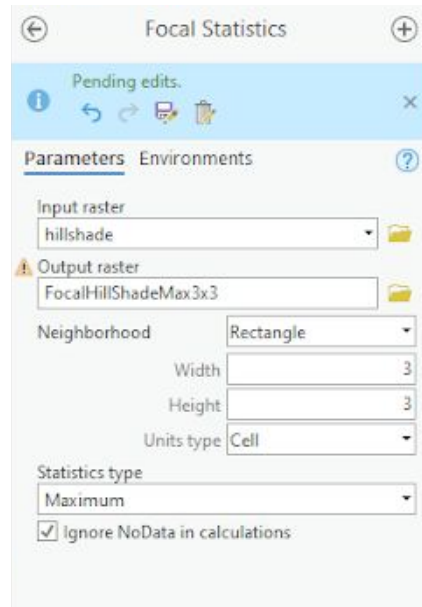 Focal Statistics
Pending edits.
Parameters Environments
Input raster
hillshade
Output raster
FocalHillShadeMax3x3
Neighborhood Rectangle
Width 3
Height 3
Units type Cell
Statistics type
Maximum
Ignore NoData in calculations